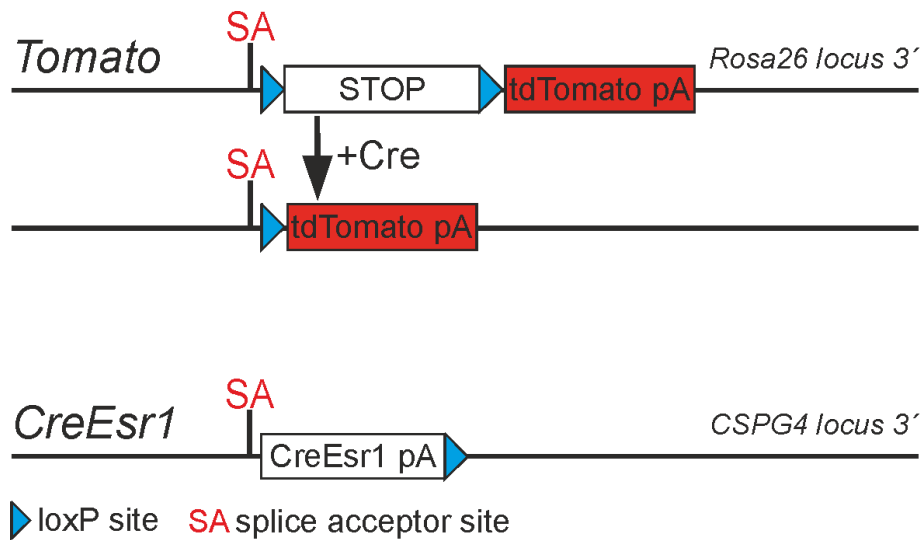 SA
Tomato
Rosa26 locus 3´
STOP
tdTomato pA
+Cre
SA
tdTomato pA
SA
CreEsr1
CSPG4 locus 3´
CreEsr1 pA
loxP site
SA splice acceptor site